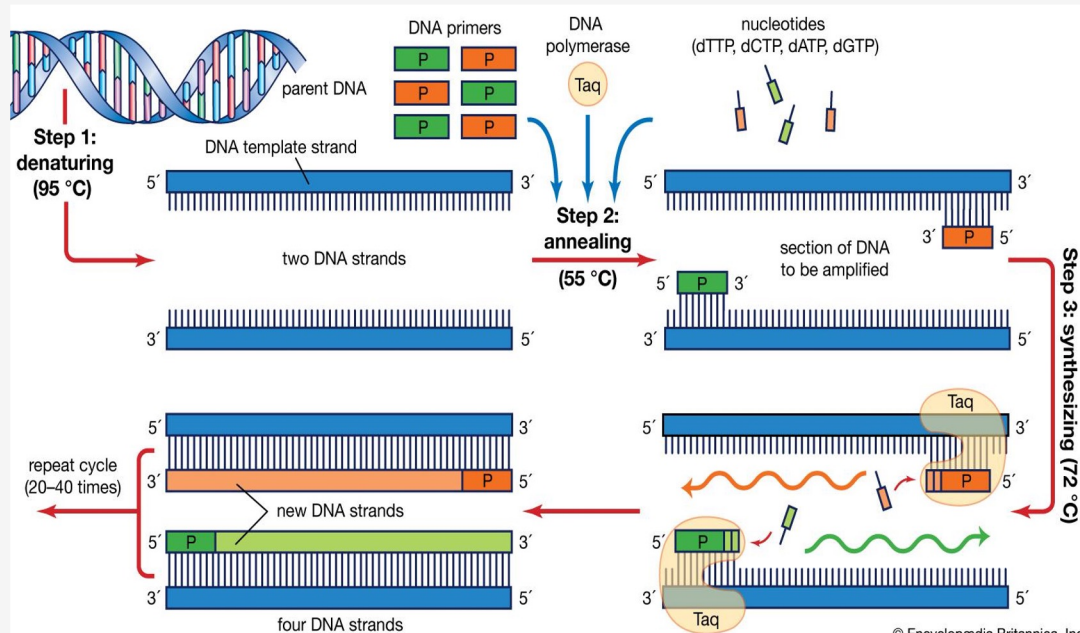 DNA primers
P P
P P
P P
DNA
polymerase
Taq
nucleotides
(dTTP, dCTP, dATP, dGTP)
parent DNA
Step 1:
denaturing
(95 °C)
DNA template strand
5′ 3′
two DNA strands
3′ 5′
Step 2:
annealing
(55 °C)
5′ 3′
3′ P 5′
section of DNA
to be amplified
5′ P 3′
3′ 5′
Step 3: synthesizing (72 °C)
Taq
5′ 3′
P 5′
5′ P
3′ 5′
Taq
5′ 3′
3′ P 5′
new DNA strands
5′ P 3′
3′ 5′
four DNA strands
repeat cycle
(20–40 times)
© Encyclopædia Britannica, Inc